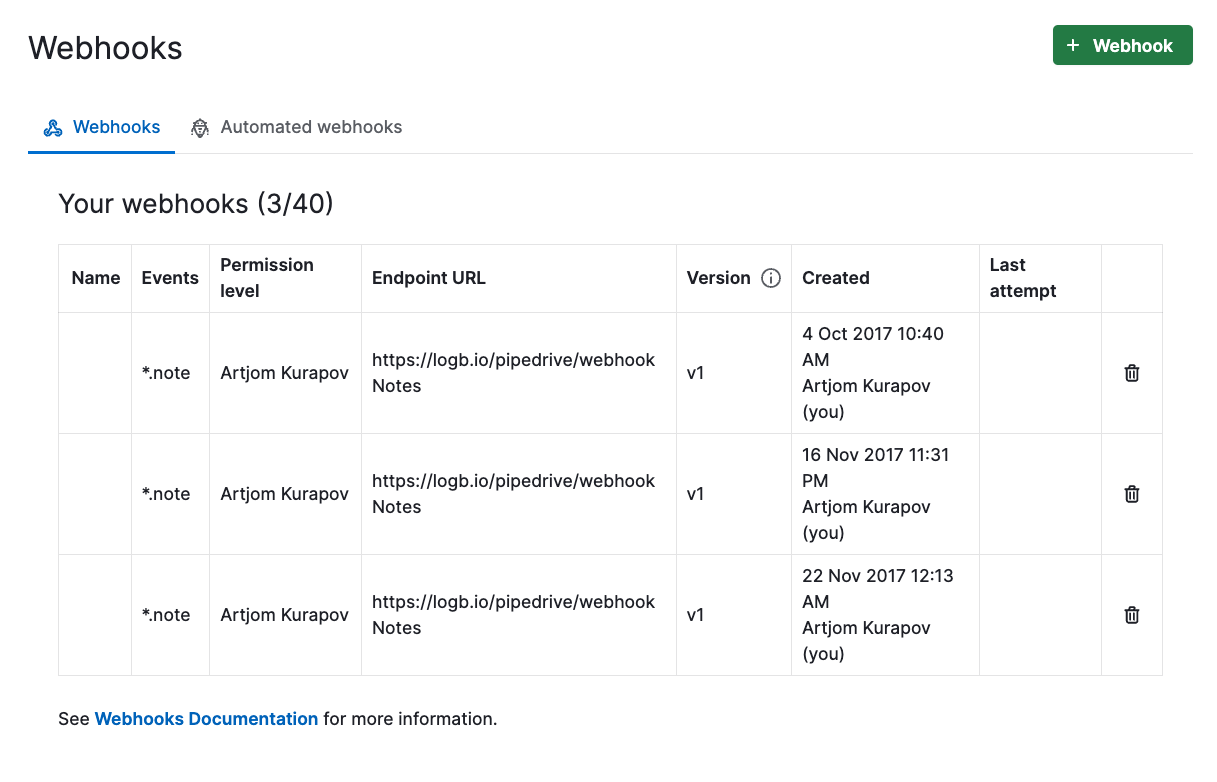 Webhooks
+ Webhook
Webhooks
Automated webhooks
Your webhooks (3/40)
Name
Events
Permission
level
Endpoint URL
Version
Created
Last
attempt
*.note
Artjom Kurapov
https://logb.io/pipedrive/webhook
Notes
v1
4 Oct 2017 10:40
AM
Artjom Kurapov
(you)
*.note
Artjom Kurapov
https://logb.io/pipedrive/webhook
Notes
v1
16 Nov 2017 11:31
PM
Artjom Kurapov
(you)
*.note
Artjom Kurapov
https://logb.io/pipedrive/webhook
Notes
v1
22 Nov 2017 12:13
AM
Artjom Kurapov
(you)
See Webhooks Documentation for more information.